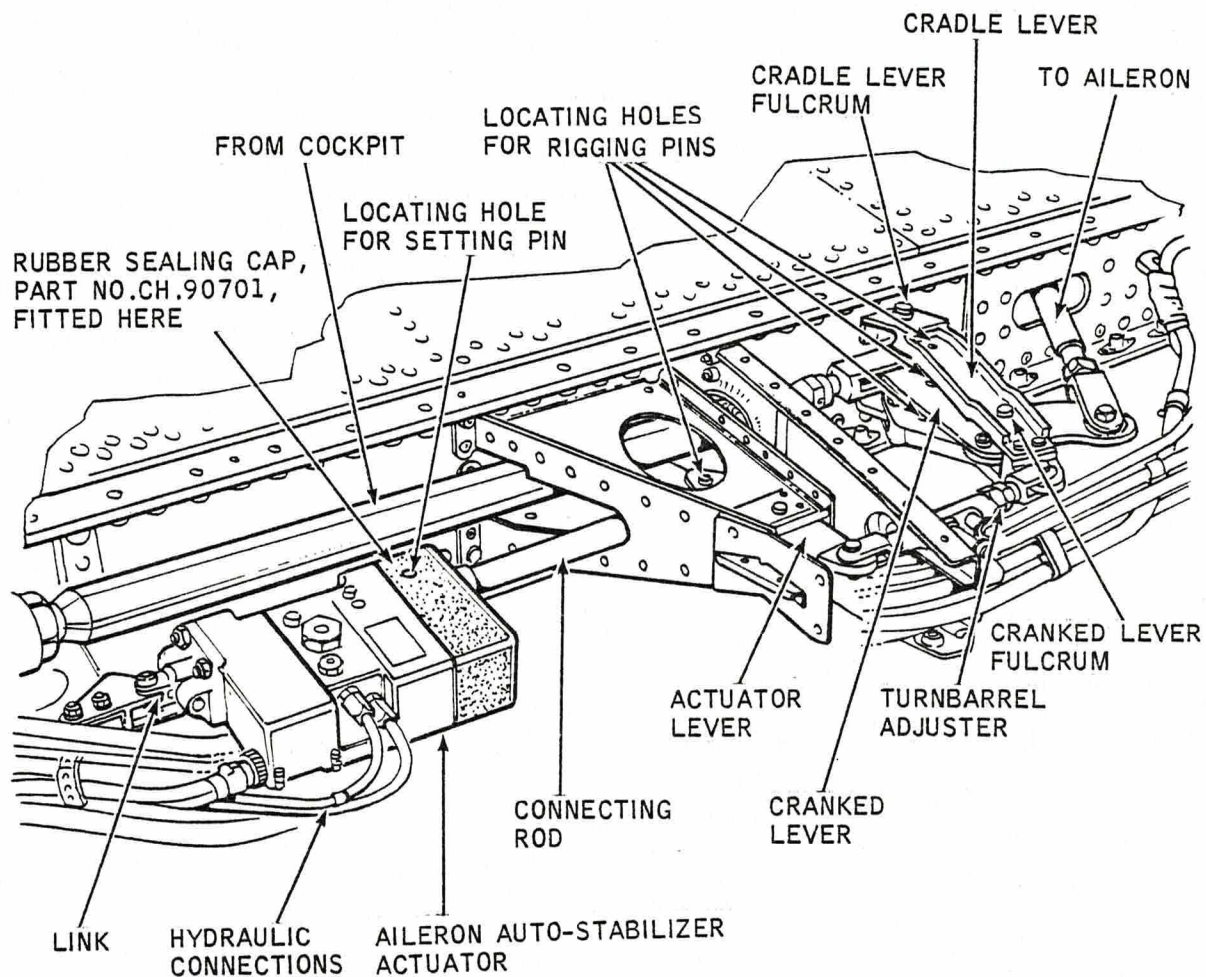 CRADLE LEVER
CRADLE LEVER
FULCRUM
TO AILERON
LOCATING HOLES
FOR RIGGING PINS
FROM COCKPIT
LOCATING HOLE
FOR SETTING PIN
RUBBER SEALING CAP,
PART NO.CH.90701,
FITTED HERE
CRANKED LEVER
FULCRUM
ACTUATOR
LEVER
TURNBARREL
ADJUSTER
CONNECTING
ROD
CRANKED
LEVER
LINK
HYDRAULIC
CONNECTIONS
AILERON AUTO-STABILIZER
ACTUATOR